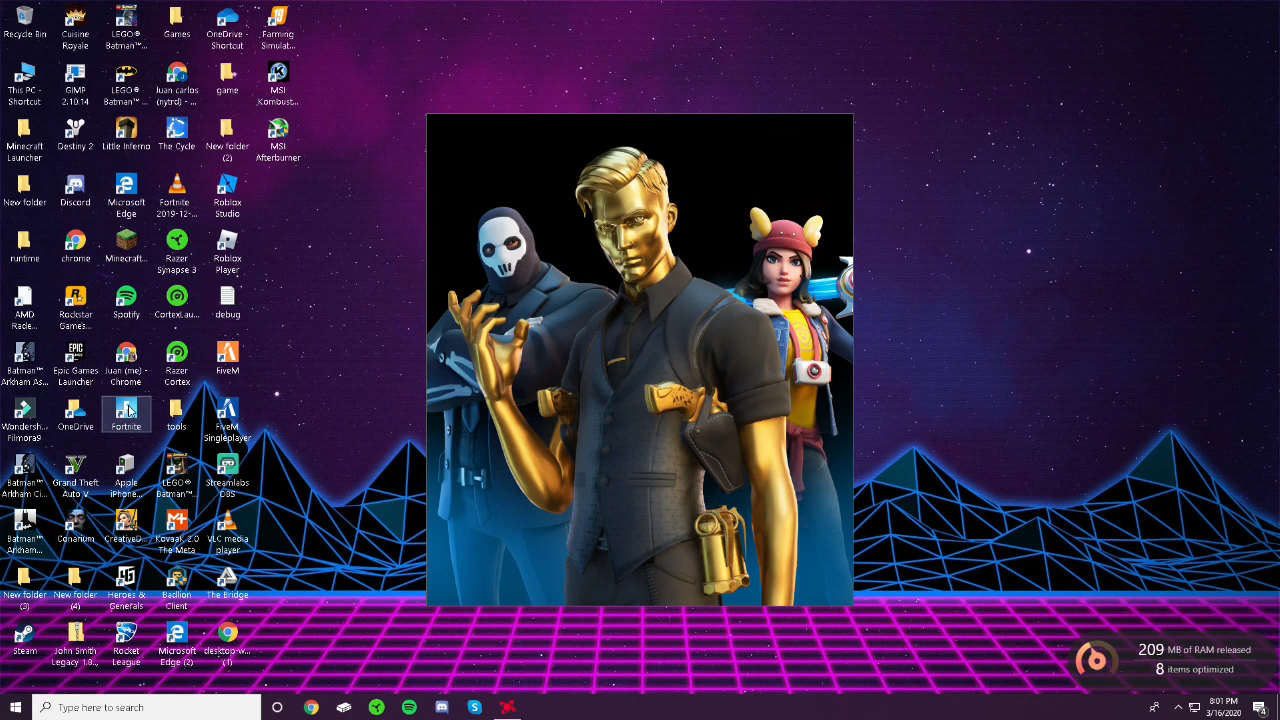 Recycle Bin
Cuisine
Royale
LEGO®
Batman™...
Games
OneDrive -
Shortcut
Farming
Simulat...
This PC -
Shortcut
GIMP
2.10.14
LEGO®
Batman™ ...
Juan carlos
(nytrd) - ...
game
MSI
Kombust...
Minecraft
Launcher
Destiny 2
Little Inferno
The Cycle
New folder
(2)
MSI
Afterburner
New folder
Discord
Microsoft
Edge
Fortnite
2019-12-...
Roblox
Studio
runtime
chrome
Minecraft...
Razer
Synapse 3
Roblox
Player
AMD
Rade...
Rockstar
Games...
Spotify
CortexLau...
debug
Batman™
Arkham As...
Epic Games
Launcher
Juan (me) -
Chrome
Razer
Cortex
FiveM
Wondersh...
Filmora9
OneDrive
Fortnite
tools
FiveM
Singleplayer
Batman™
Arkham Ci...
Grand Theft
Auto V
Apple
iPhone...
LEGO®
Batman™...
Streamlabs
OBS
Batman™
Arkham...
Conarium
CreativeD...
KovaaK 2.0
The Meta
VLC media
player
New folder
(3)
New folder
(4)
Heroes &
Generals
Badlion
Client
The Bridge
Steam
John Smith
Legacy 1.8...
Rocket
League
Microsoft
Edge (2)
desktop-w...
(1)
209 MB of RAM released
8 items optimized
Type here to search
8:01 PM
3/16/2020
4